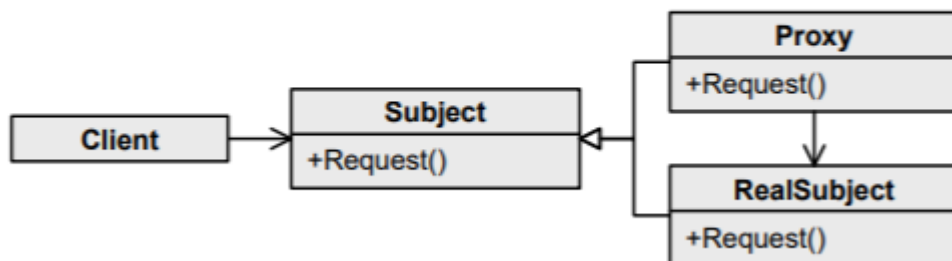 Client
Subject
+Request()
Proxy
+Request()
RealSubject
+Request()